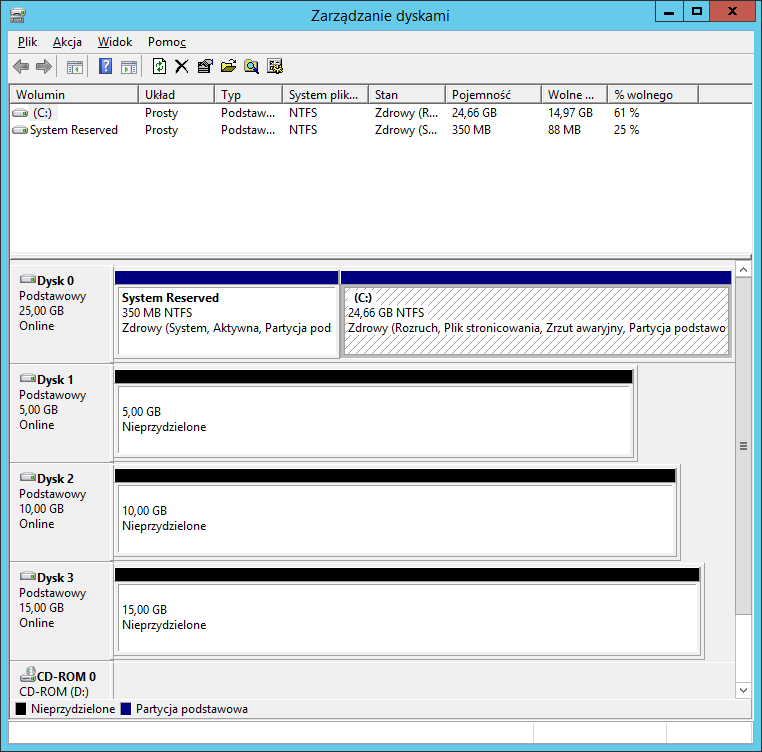 Zarządzanie dyskami
Plik Akcja Widok Pomoc
Wolumin Układ Typ System plik... Stan Pojemność Wolne ... % wolnego
(C:) Prosty Podstaw... NTFS Zdrowy (R... 24,66 GB 14,97 GB 61 %
System Reserved Prosty Podstaw... NTFS Zdrowy (S... 350 MB 88 MB 25 %
Dysk 0
Podstawowy
25,00 GB
Online
System Reserved
350 MB NTFS
Zdrowy (System, Aktywna, Partycja pod
(C:)
24,66 GB NTFS
Zdrowy (Rozruch, Plik stronicowania, Zrzut awaryjny, Partycja podstawo
Dysk 1
Podstawowy
5,00 GB
Online
5,00 GB
Nieprzydzielone
Dysk 2
Podstawowy
10,00 GB
Online
10,00 GB
Nieprzydzielone
Dysk 3
Podstawowy
15,00 GB
Online
15,00 GB
Nieprzydzielone
CD-ROM 0
CD-ROM (D:)
Nieprzydzielone Partycja podstawowa